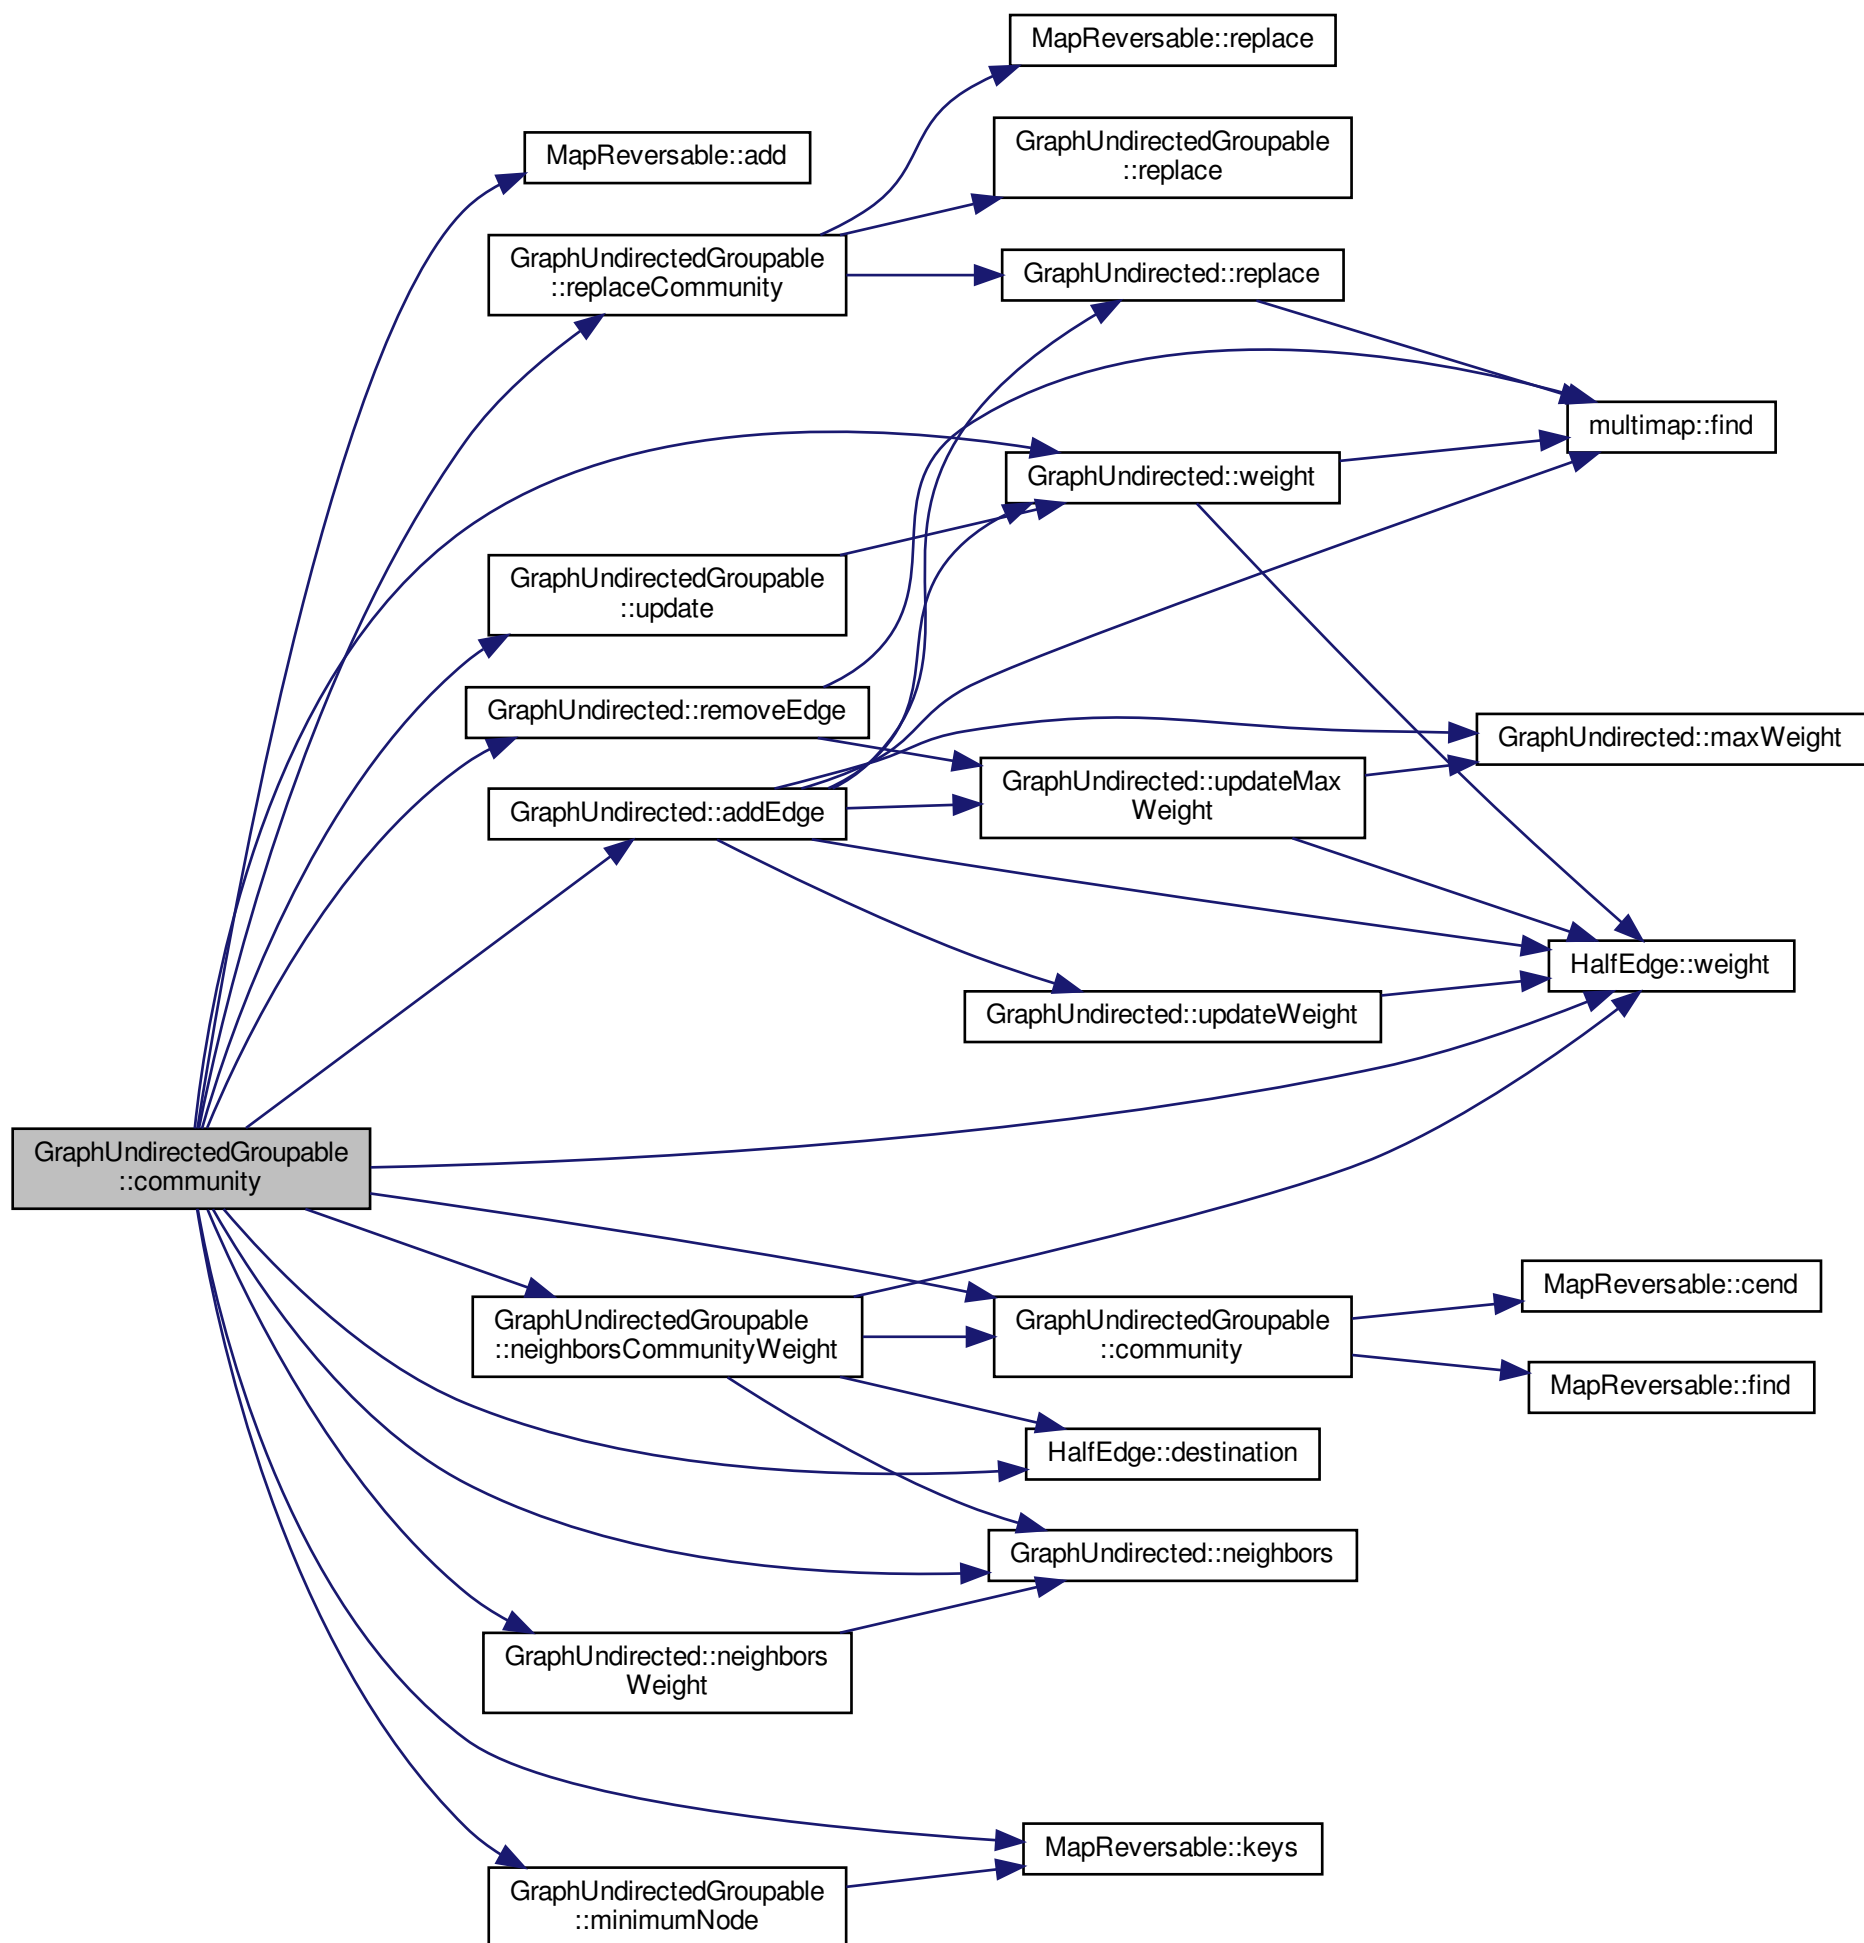 MapReversable::replace
GraphUndirectedGroupable
::replace
MapReversable::add
GraphUndirectedGroupable
::replaceCommunity
GraphUndirected::replace
multimap::find
GraphUndirected::weight
GraphUndirectedGroupable
::update
GraphUndirected::removeEdge
GraphUndirected::maxWeight
GraphUndirected::updateMax
Weight
GraphUndirected::addEdge
HalfEdge::weight
GraphUndirected::updateWeight
GraphUndirectedGroupable
::community
MapReversable::cend
GraphUndirectedGroupable
::neighborsCommunityWeight
GraphUndirectedGroupable
::community
MapReversable::find
HalfEdge::destination
GraphUndirected::neighbors
GraphUndirected::neighbors
Weight
MapReversable::keys
GraphUndirectedGroupable
::minimumNode